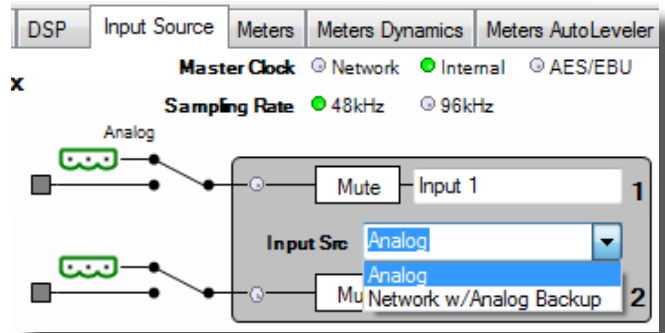 DSP Input Source Meters Meters Dynamics Meters AutoLeveler
x Master Clock Network Internal AES/EBU
Sampling Rate 48kHz 96kHz
Analog
Mute Input 1 1
Input Src Analog
Analog
Mu Network w/Analog Backup 2